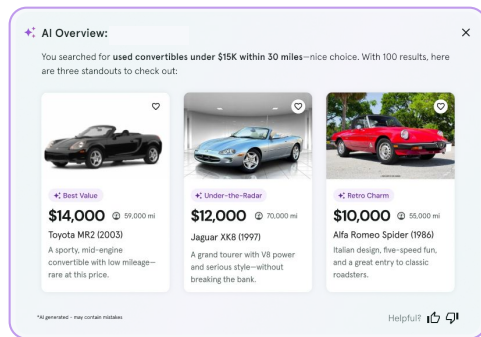 AI Overview:
You searched for used convertibles under $15K within 30 miles—nice choice. With 100 results, here
are three standouts to check out:
Best Value
$14,000 59,000 mi
Toyota MR2 (2003)
A sporty, mid-engine
convertible with low mileage—
rare at this price.
Under-the-Radar
$12,000 70,000 mi
Jaguar XK8 (1997)
A grand tourer with V8 power
and serious style—without
breaking the bank.
Retro Charm
$10,000 55,000 mi
Alfa Romeo Spider (1986)
Italian design, five-speed fun,
and a great entry to classic
roadsters.
*AI generated - may contain mistakes
Helpful?